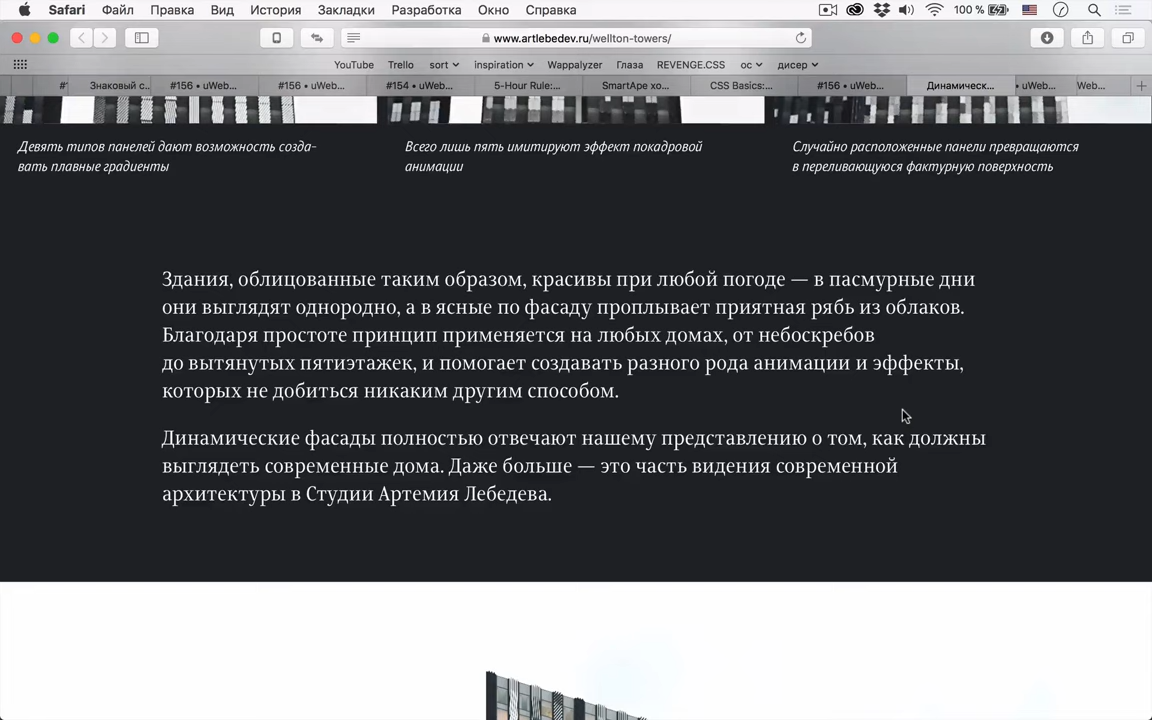 Safari Файл Правка Вид История Закладки Разработка Окно Справка 100 %
www.artlebedev.ru/wellton-towers/
YouTube Trello sort inspiration Wappalyzer Глаза REVENGE.CSS ос дисер
#1 Знаковый с... #156 • uWeb... #156 • uWeb... #154 • uWeb... 5-Hour Rule:... SmartApe хо... CSS Basics:... #156 • uWeb... Динамическ... • uWeb... Web...
Девять типов панелей дают возможность созда-
вать плавные градиенты
Всего лишь пять имитируют эффект покадровой
анимации
Случайно расположенные панели превращаются
в переливающуюся фактурную поверхность
Здания, облицованные таким образом, красивы при любой погоде — в пасмурные дни
они выглядят однородно, а в ясные по фасаду проплывает приятная рябь из облаков.
Благодаря простоте принцип применяется на любых домах, от небоскребов
до вытянутых пятиэтажек, и помогает создавать разного рода анимации и эффекты,
которых не добиться никаким другим способом.
Динамические фасады полностью отвечают нашему представлению о том, как должны
выглядеть современные дома. Даже больше — это часть видения современной
архитектуры в Студии Артемия Лебедева.